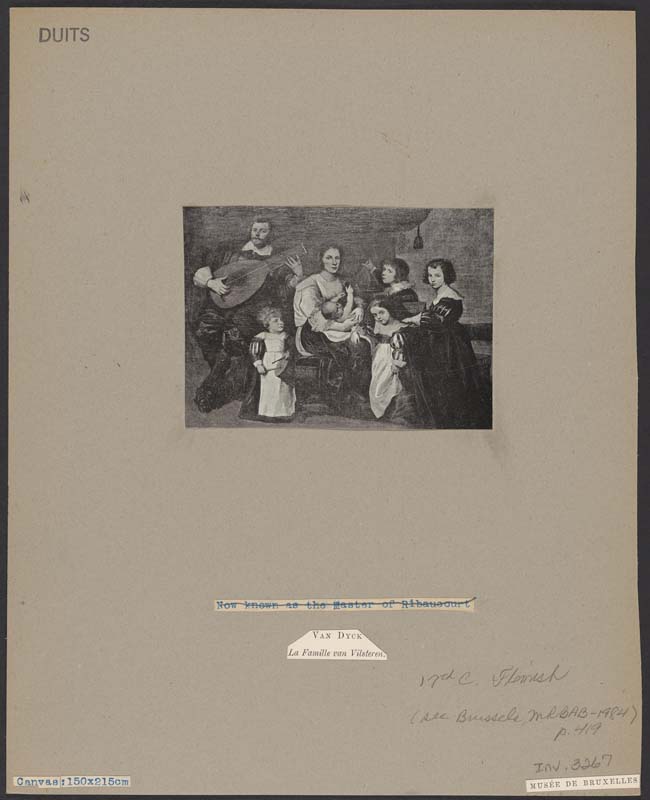 DUITS
Now known as the Master of Ribaucourt
VAN DYCK
La Famille van Vilsteren.
17th C. Flemish
(see Brussels, MRBAB-1984)
p. 419
Inv. 3267
Canvas:150x215cm
MUSÉE DE BRUXELLES